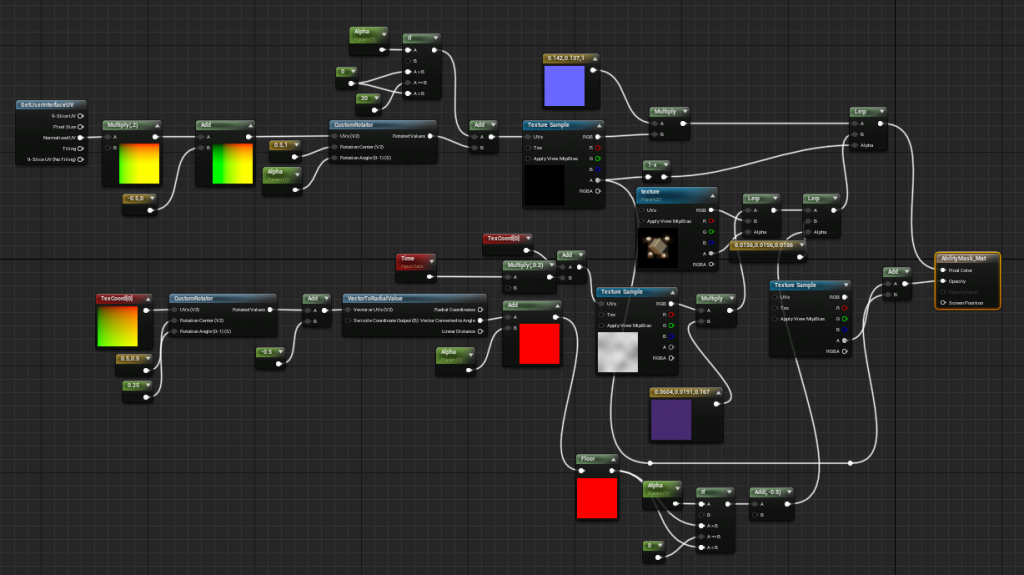 Alpha
Param (1)
If
A
B
A > B
A == B
A < B
0
20
GetUserInterfaceUV
9-Slice UV
Pixel Size
Normalized UV
Tiling
9-Slice UV (No Tiling)
Multiply(,2)
A
B
-0.5,0
Add
A
B
CustomRotator
UVs (V2)
Rotation Center (V2)
Rotation Angle (0-1) (S)
Rotated Values
0.5,1
Alpha
Param (1)
Add
A
B
0.142,0.137,1
Texture Sample
UVs
Tex
Apply View MipBias
RGB
R
G
B
A
RGBA
Multiply
A
B
1-x
Lerp
A
B
Alpha
texture
Param2D
UVs
Apply View MipBias
RGB
R
G
B
A
RGBA
Lerp
A
B
Alpha
Lerp
A
B
Alpha
0.0156,0.0156,0.0156
TexCoord[0]
Time
Input Data
Multiply(,0.2)
A
B
Add
A
B
AbilityMask_Mat
Final Color
Opacity
Screen Position
Add
A
B
TexCoord[0]
CustomRotator
UVs (V2)
Rotation Center (V2)
Rotation Angle (0-1) (S)
Rotated Values
0.5,0.5
0.25
Add
A
B
-0.5
VectorToRadialValue
Vector or UVs (V2)
Radial Coordinates
Vector Converted to Angle
Linear Distance
Alpha
Param (1)
Add
A
B
Texture Sample
UVs
Tex
Apply View MipBias
RGB
R
G
B
A
RGBA
Multiply
A
B
Texture Sample
UVs
Tex
Apply View MipBias
RGB
R
G
B
A
RGBA
0.0604,0.0191,0.167
Floor
Alpha
Param (1)
0
If
A
B
A > B
A == B
A < B
Add(,-0.5)
A
B